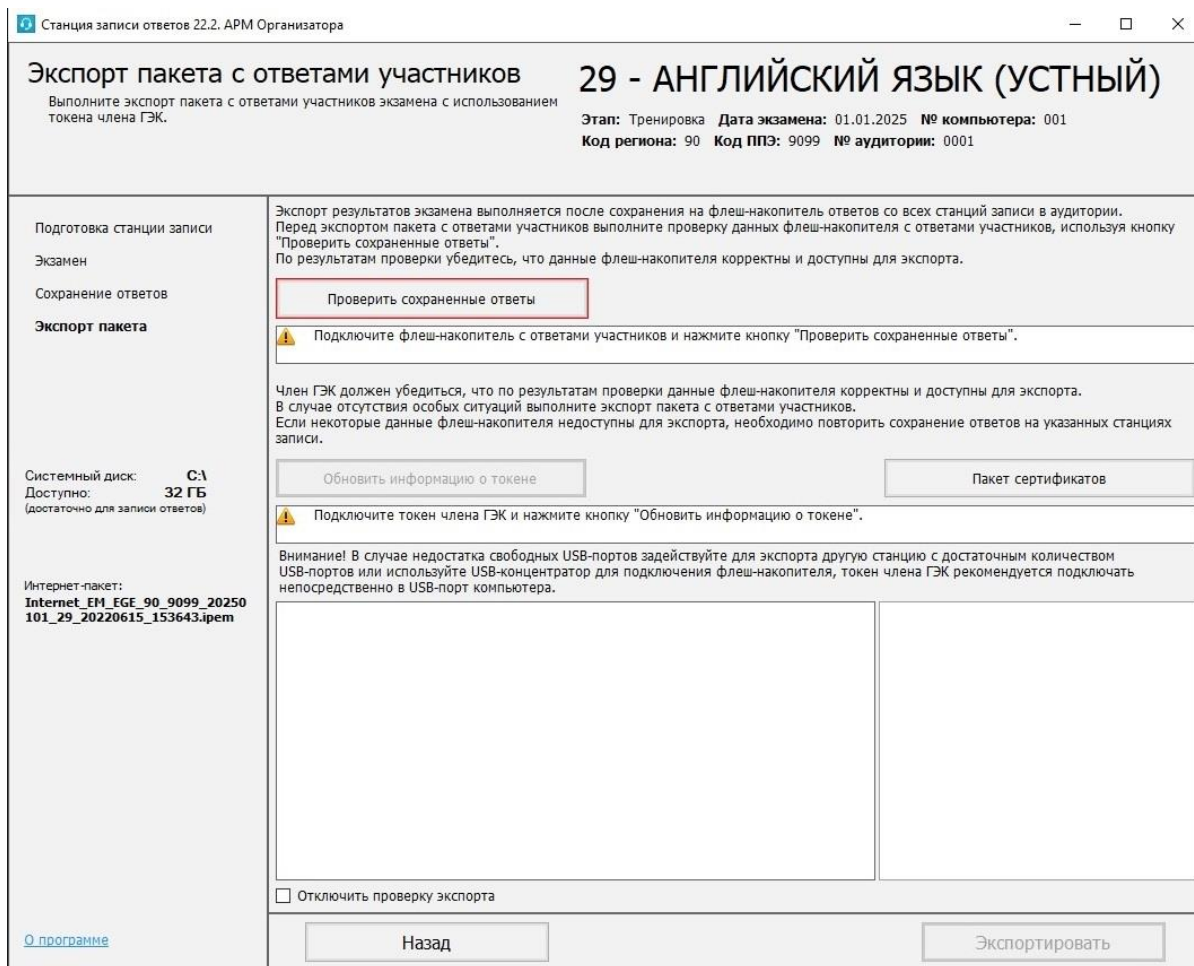 Станция записи ответов 22.2. АРМ Организатора
Экспорт пакета с ответами участников
Выполните экспорт пакета с ответами участников экзамена с использованием
токена члена ГЭК.
29 - АНГЛИЙСКИЙ ЯЗЫК (УСТНЫЙ)
Этап: Тренировка Дата экзамена: 01.01.2025 № компьютера: 001
Код региона: 90 Код ППЭ: 9099 № аудитории: 0001
Подготовка станции записи
Экзамен
Сохранение ответов
Экспорт пакета
Системный диск: C:\
Доступно: 32 ГБ
(достаточно для записи ответов)
Интернет-пакет:
Internet_EM_EGE_90_9099_20250
101_29_20220615_153643.ipem
О программе
Экспорт результатов экзамена выполняется после сохранения на флеш-накопитель ответов со всех станций записи в аудитории.
Перед экспортом пакета с ответами участников выполните проверку данных флеш-накопителя с ответами участников, используя кнопку
"Проверить сохраненные ответы".
По результатам проверки убедитесь, что данные флеш-накопителя корректны и доступны для экспорта.
Проверить сохраненные ответы
Подключите флеш-накопитель с ответами участников и нажмите кнопку "Проверить сохраненные ответы".
Член ГЭК должен убедиться, что по результатам проверки данные флеш-накопителя корректны и доступны для экспорта.
В случае отсутствия особых ситуаций выполните экспорт пакета с ответами участников.
Если некоторые данные флеш-накопителя недоступны для экспорта, необходимо повторить сохранение ответов на указанных станциях
записи.
Обновить информацию о токене
Пакет сертификатов
Подключите токен члена ГЭК и нажмите кнопку "Обновить информацию о токене".
Внимание! В случае недостатка свободных USB-портов задействуйте для экспорта другую станцию с достаточным количеством
USB-портов или используйте USB-концентратор для подключения флеш-накопителя, токен члена ГЭК рекомендуется подключать
непосредственно в USB-порт компьютера.
Отключить проверку экспорта
Назад
Экспортировать